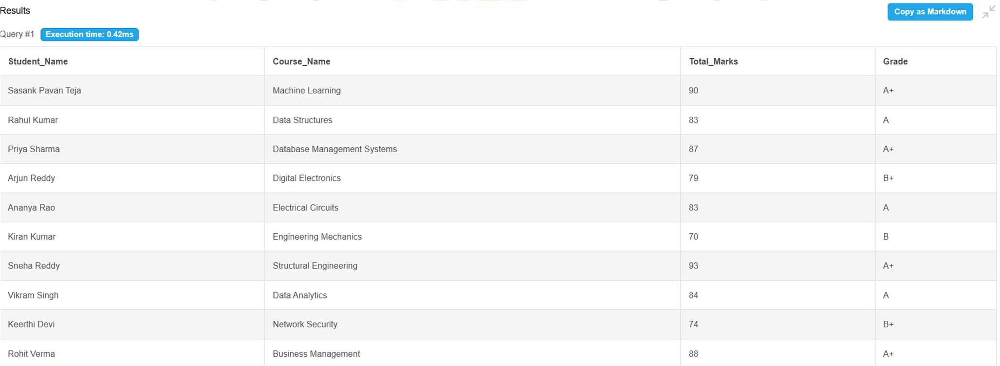 Results
Copy as Markdown
Query #1 Execution time: 0.42ms
Student_Name Course_Name Total_Marks Grade
Sasank Pavan Teja Machine Learning 90 A+
Rahul Kumar Data Structures 83 A
Priya Sharma Database Management Systems 87 A+
Arjun Reddy Digital Electronics 79 B+
Ananya Rao Electrical Circuits 83 A
Kiran Kumar Engineering Mechanics 70 B
Sneha Reddy Structural Engineering 93 A+
Vikram Singh Data Analytics 84 A
Keerthi Devi Network Security 74 B+
Rohit Verma Business Management 88 A+